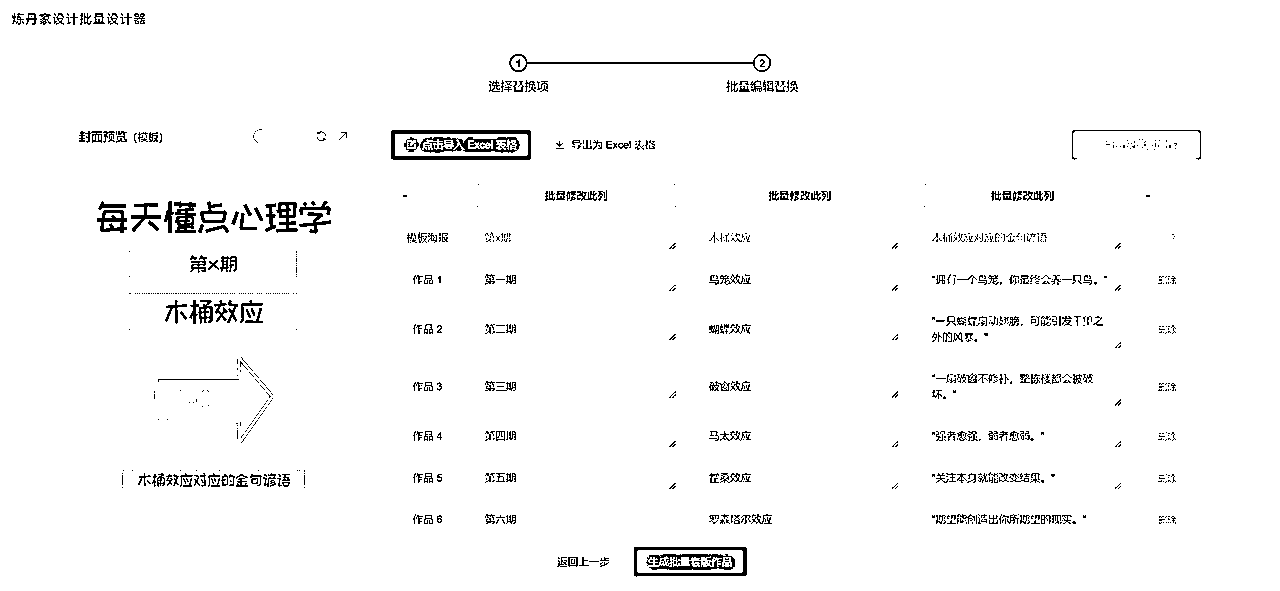 炼丹家设计批量设计器
1
2
选择替换项
批量编辑替换
封面预览 (模版)
点击导入 Excel 表格
导出为 Excel 表格
每天懂点心理学
第x期
木桶效应
木桶效应对应的金句谚语
批量修改此列
批量修改此列
批量修改此列
模板海报
第x期
木桶效应
木桶效应对应的金句谚语
作品 1
第一期
鸟笼效应
"拥有一个鸟笼，你最终会养一只鸟。"
删除
作品 2
第二期
蝴蝶效应
"一只蝴蝶扇动翅膀，可能引发千里之
外的风暴。"
删除
作品 3
第三期
破窗效应
"一扇破窗不修补，整栋楼都会被破
坏。"
删除
作品 4
第四期
马太效应
"强者愈强，弱者愈弱。"
删除
作品 5
第五期
霍桑效应
"关注本身就能改变结果。"
删除
作品 6
第六期
罗森塔尔效应
"期望能创造出你所期望的现实。"
删除
返回上一步
生成批量套版作品